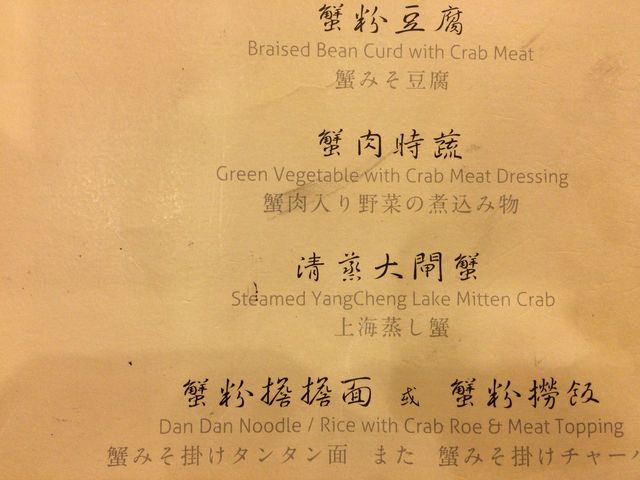 蟹粉豆腐
Braised Bean Curd with Crab Meat
蟹みそ豆腐
蟹肉時蔬
Green Vegetable with Crab Meat Dressing
蟹肉入り野菜の煮込み物
清蒸大閘蟹
Steamed YangCheng Lake Mitten Crab
上海蒸し蟹
蟹粉擔擔面 或 蟹粉撈飯
Dan Dan Noodle / Rice with Crab Roe & Meat Topping
蟹みそ掛けタンタン面 また 蟹みそ掛けチャーハ